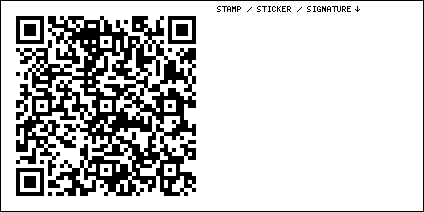 STAMP / STICKER / SIGNATURE ↓